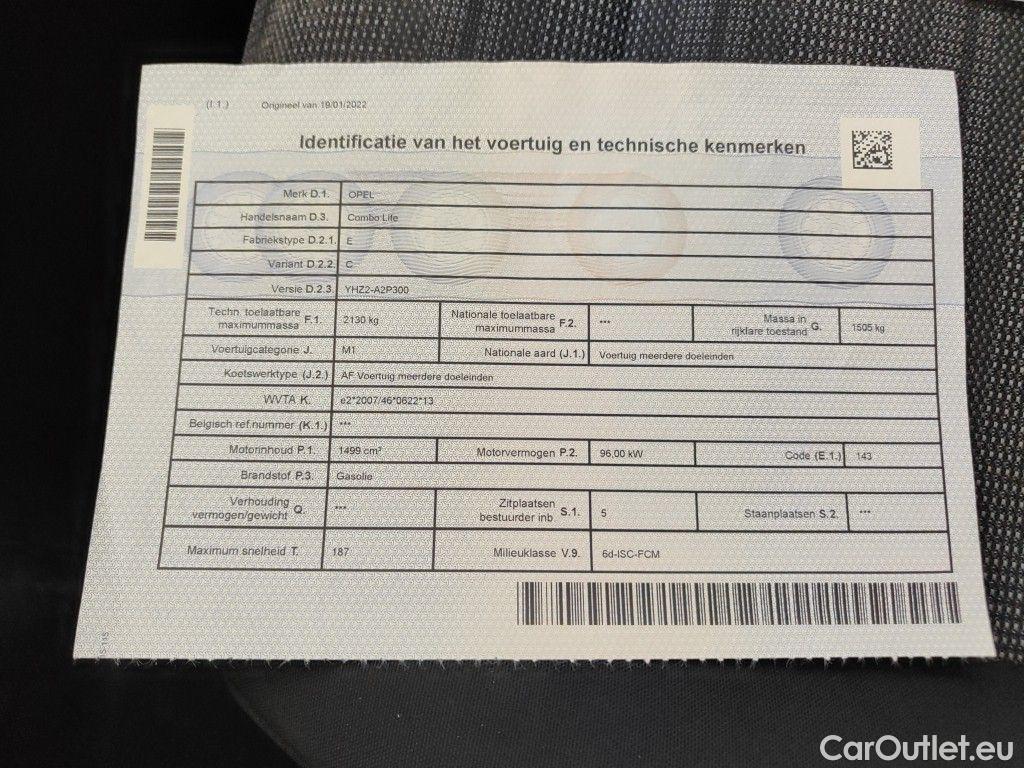 (I.1.) Origineel van 19/01/2022
Identificatie van het voertuig en technische kenmerken
Merk D.1. OPEL
Handelsnaam D.3. Combo Life
Fabriekstype D.2.1. E
Variant D.2.2. C
Versie D.2.3. YHZ2-A2P300
Techn. toelaatbare maximummassa F.1. 2130 kg Nationale toelaatbare maximummassa F.2. *** Massa in rijklare toestand G. 1505 kg
Voertuigcategorie J. M1 Nationale aard (J.1.) Voertuig meerdere doeleinden
Koetswerktype (J.2.) AF Voertuig meerdere doeleinden
WVTA K. e2*2007/46*0622*13
Belgisch ref.nummer (K.1.) ***
Motorinhoud P.1. 1499 cm³ Motorvermogen P.2. 96,00 kW Code (E.1.) 143
Brandstof P.3. Gasolie
Verhouding vermogen/gewicht Q. *** Zitplaatsen bestuurder inb. S.1. 5 Staanplaatsen S.2. ***
Maximum snelheid T. 187 Milieuklasse V.9. 6d-ISC-FCM
CarOutlet.eu